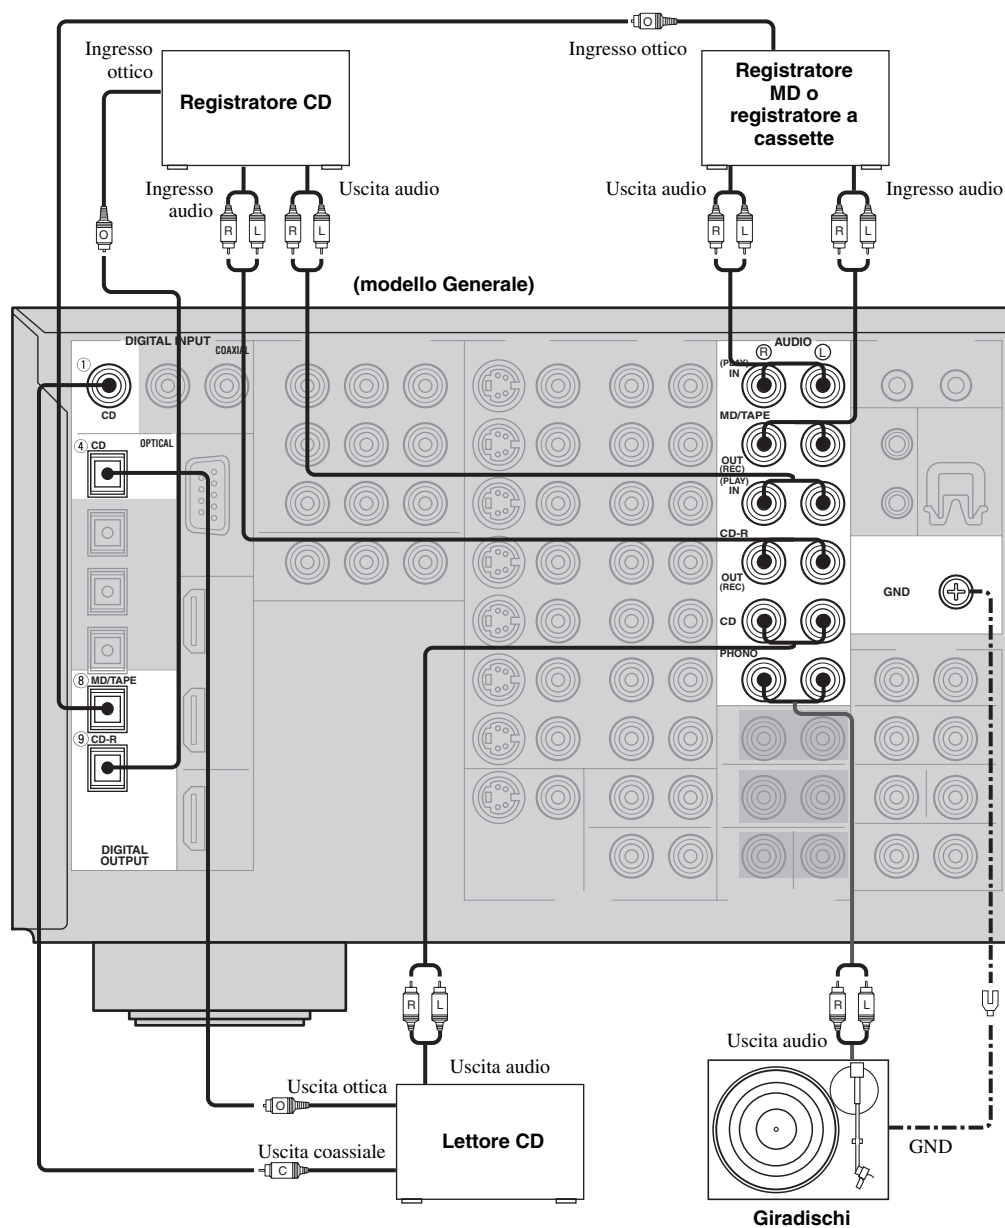 O
Ingresso
ottico
Ingresso ottico
Registratore CD
Registratore
MD o
registratore a
cassette
Ingresso
audio
Uscita audio
Uscita audio
Ingresso audio
O
R L R L
R L R L
(modello Generale)
DIGITAL INPUT
COAXIAL
AUDIO
R L
① 
CD
(PLAY)
IN
MD/TAPE
④ CD
OPTICAL
OUT
(REC)
(PLAY)
IN
CD-R
OUT
(REC)
GND
CD
PHONO
⑧ MD/TAPE
⑨ CD-R
DIGITAL
OUTPUT
R L
R L
Uscita audio
Uscita audio
Uscita ottica
O
Lettore CD
Uscita coassiale
C
GND
Giradischi